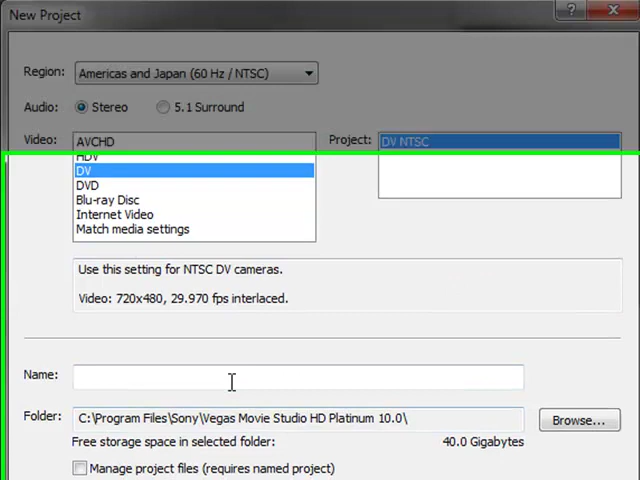 New Project
?
Region: Americas and Japan (60 Hz / NTSC)
Audio: Stereo 5.1 Surround
Video: AVCHD Project: DV NTSC
HDV
DV
DVD
Blu-ray Disc
Internet Video
Match media settings
Use this setting for NTSC DV cameras.
Video: 720x480, 29.970 fps interlaced.
Name:
Folder: C:\Program Files\Sony\Vegas Movie Studio HD Platinum 10.0\ Browse...
Free storage space in selected folder: 40.0 Gigabytes
Manage project files (requires named project)